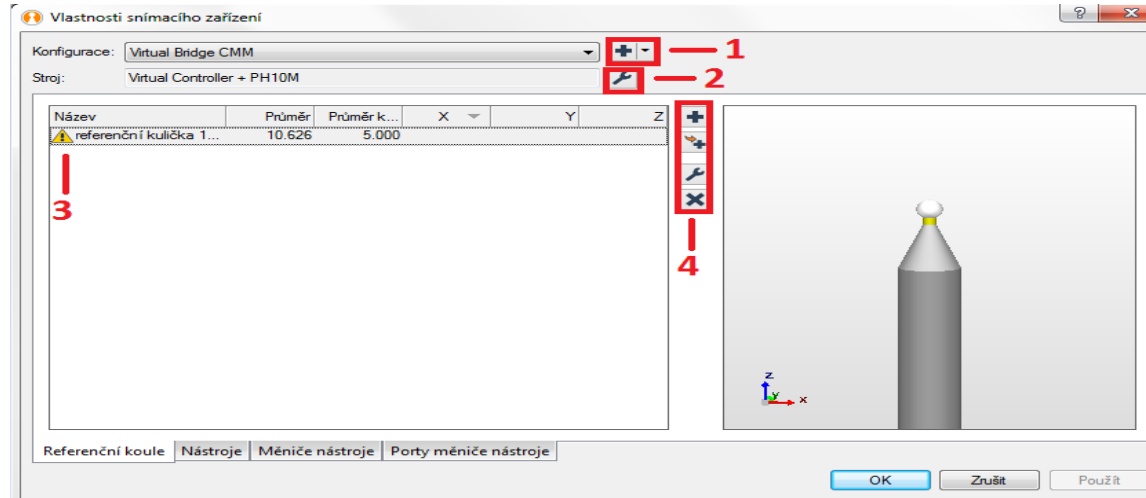 Vlastnosti snímacího zařízení
Konfigurace: Virtual Bridge CMM 1
Stroj: Virtual Controller + PH10M 2
Název Průměr Průměr k... X Y Z
referenční kulička 1... 10.626 5.000
3
4
z
y x
Referenční koule Nástroje Měniče nástroje Porty měniče nástroje
OK Zrušit Použít